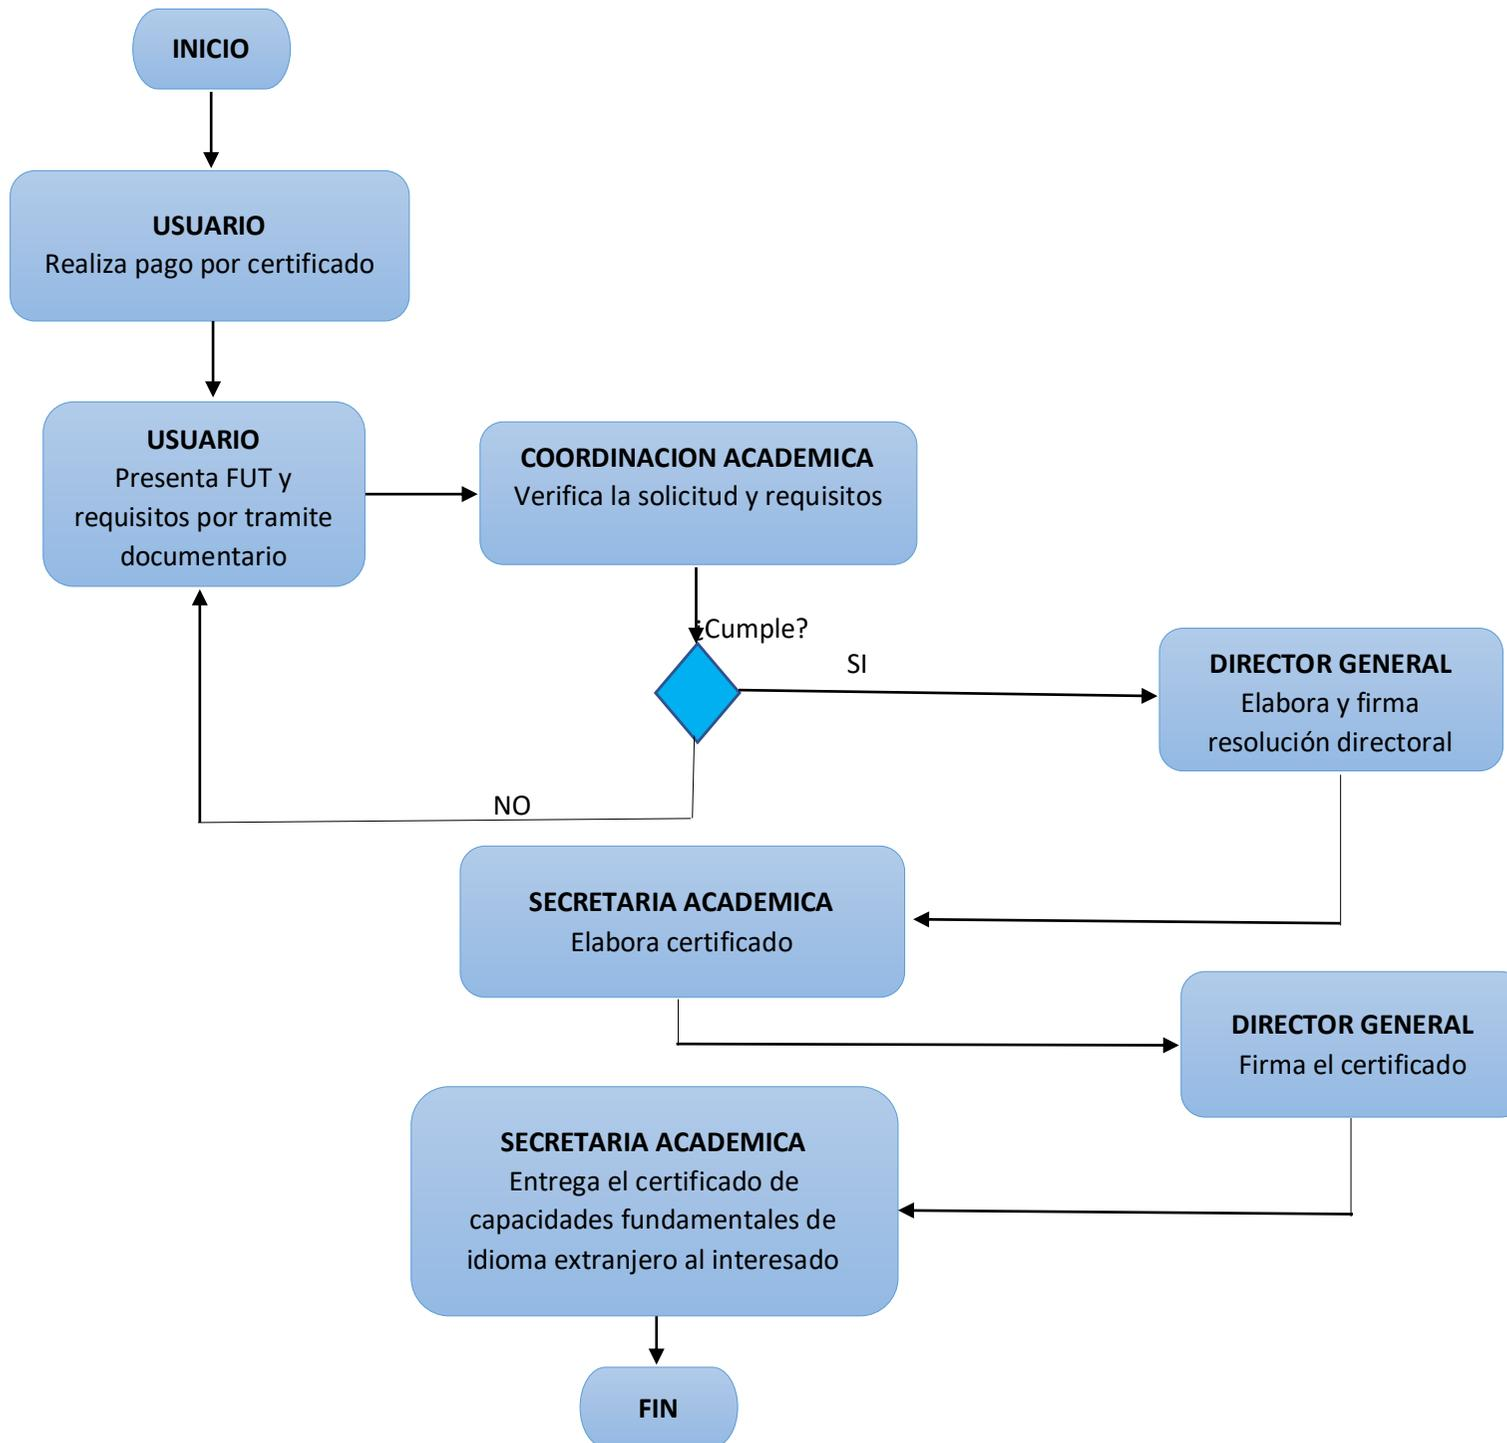 INICIO
USUARIO
Realiza pago por certificado
USUARIO
Presenta FUT y
requisitos por tramite
documentario
COORDINACION ACADEMICA
Verifica la solicitud y requisitos
¿Cumple?
SI
DIRECTOR GENERAL
Elabora y firma
resolución directoral
NO
SECRETARIA ACADEMICA
Elabora certificado
DIRECTOR GENERAL
Firma el certificado
SECRETARIA ACADEMICA
Entrega el certificado de
capacidades fundamentales de
idioma extranjero al interesado
FIN